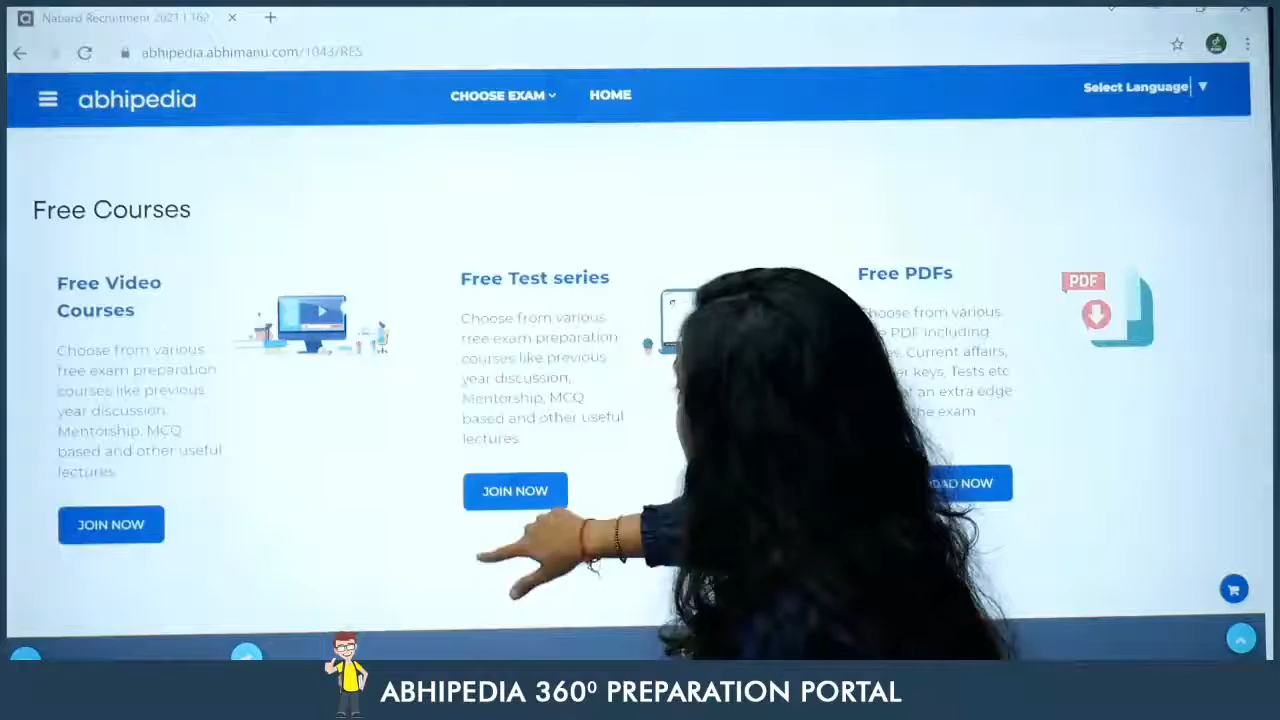 Nabard Recruitment 2021 | 162
abhipedia.abhimanu.com/1043/RES
abhipedia
CHOOSE EXAM
HOME
Select Language
Free Courses
Free Video
Courses
Choose from various
free exam preparation
courses like previous
year discussion,
Mentorship, MCQ
based and other useful
lectures
JOIN NOW
Free Test series
Choose from various
free exam preparation
courses like previous
year discussion,
Mentorship, MCQ
based and other useful
lectures
JOIN NOW
Free PDFs
PDF
from various
PDF including
Current affairs,
keys, Tests etc
an extra edge
the exam
NOW
ABHIPEDIA 360⁰ PREPARATION PORTAL